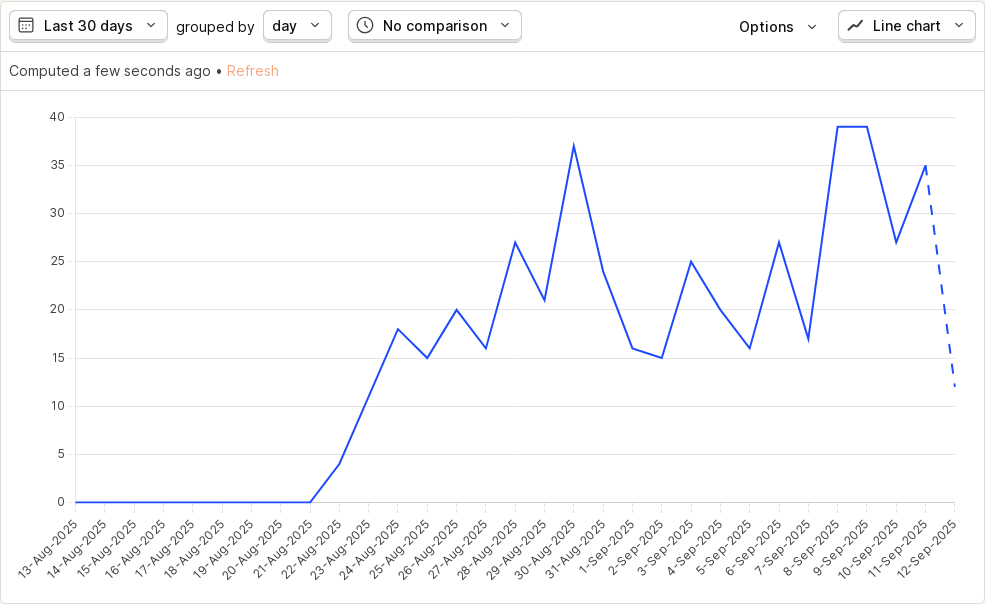 Last 30 days grouped by day No comparison Options Line chart
Computed a few seconds ago • Refresh
40
35
30
25
20
15
10
5
0
13-Aug-2025
14-Aug-2025
15-Aug-2025
16-Aug-2025
17-Aug-2025
18-Aug-2025
19-Aug-2025
20-Aug-2025
21-Aug-2025
22-Aug-2025
23-Aug-2025
24-Aug-2025
25-Aug-2025
26-Aug-2025
27-Aug-2025
28-Aug-2025
29-Aug-2025
30-Aug-2025
31-Aug-2025
1-Sep-2025
2-Sep-2025
3-Sep-2025
4-Sep-2025
5-Sep-2025
6-Sep-2025
7-Sep-2025
8-Sep-2025
9-Sep-2025
10-Sep-2025
11-Sep-2025
12-Sep-2025